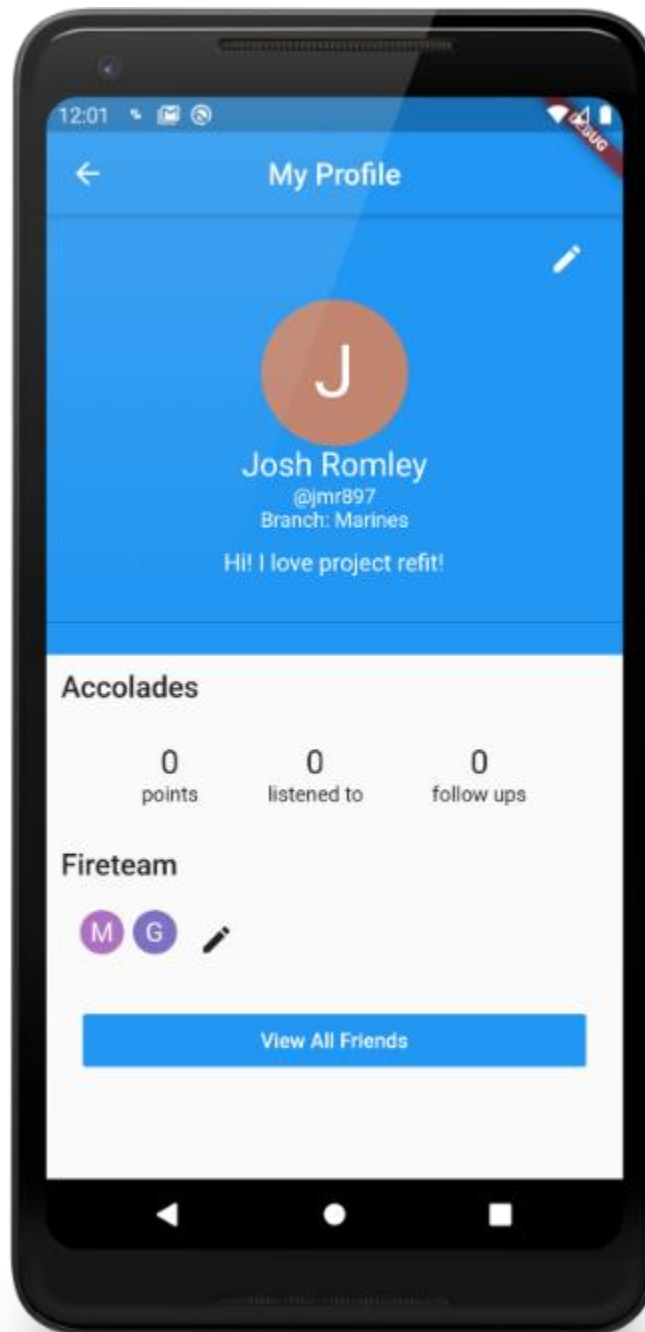 12:01
DEBUG
My Profile
J
Josh Romley
@jmr897
Branch: Marines
Hi! I love project refit!
Accolades
0 0 0
points listened to follow ups
Fireteam
M G
View All Friends